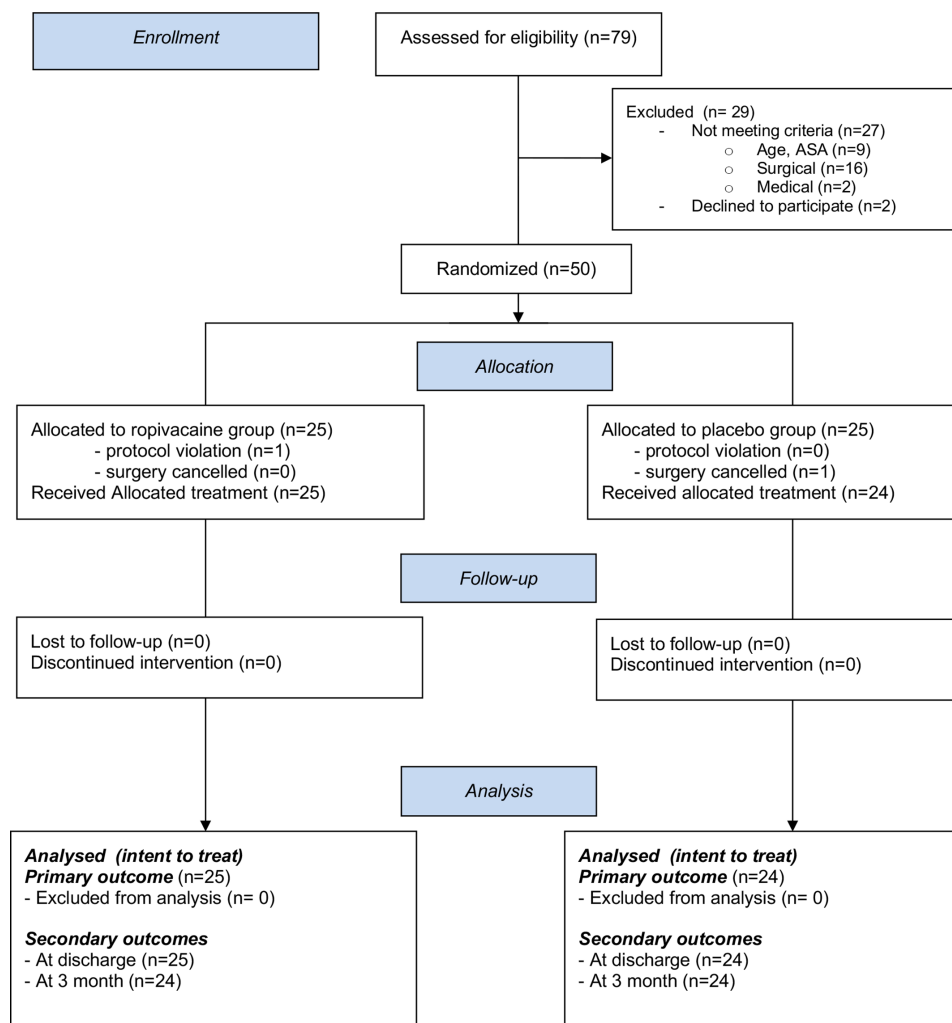 Enrollment
Assessed for eligibility (n=79)
Excluded (n= 29)
- Not meeting criteria (n=27)
o Age, ASA (n=9)
o Surgical (n=16)
o Medical (n=2)
- Declined to participate (n=2)
Randomized (n=50)
Allocation
Allocated to ropivacaine group (n=25)
- protocol violation (n=1)
- surgery cancelled (n=0)
Received Allocated treatment (n=25)
Allocated to placebo group (n=25)
- protocol violation (n=0)
- surgery cancelled (n=1)
Received allocated treatment (n=24)
Follow-up
Lost to follow-up (n=0)
Discontinued intervention (n=0)
Lost to follow-up (n=0)
Discontinued intervention (n=0)
Analysis
Analysed (intent to treat)
Primary outcome (n=25)
- Excluded from analysis (n= 0)
Secondary outcomes
- At discharge (n=25)
- At 3 month (n=24)
Analysed (intent to treat)
Primary outcome (n=24)
- Excluded from analysis (n= 0)
Secondary outcomes
- At discharge (n=24)
- At 3 month (n=24)